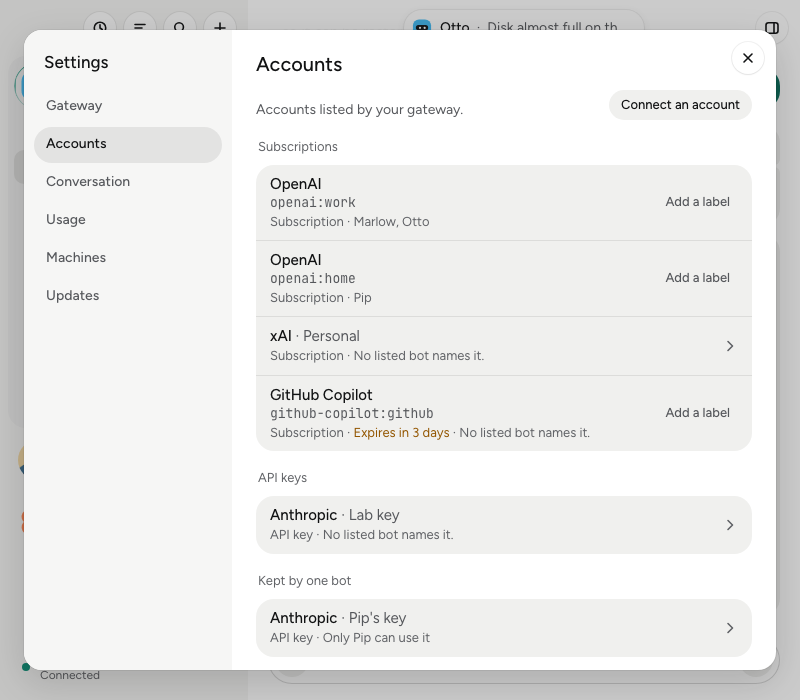 Otto · Disk almost full on th
Settings
Gateway
Accounts
Conversation
Usage
Machines
Updates
Accounts
Accounts listed by your gateway.
Connect an account
Subscriptions
OpenAI
openai:work
Subscription · Marlow, Otto
Add a label
OpenAI
openai:home
Subscription · Pip
Add a label
xAI · Personal
Subscription · No listed bot names it.
GitHub Copilot
github-copilot:github
Subscription · Expires in 3 days · No listed bot names it.
Add a label
API keys
Anthropic · Lab key
API key · No listed bot names it.
Kept by one bot
Anthropic · Pip's key
API key · Only Pip can use it
Connected